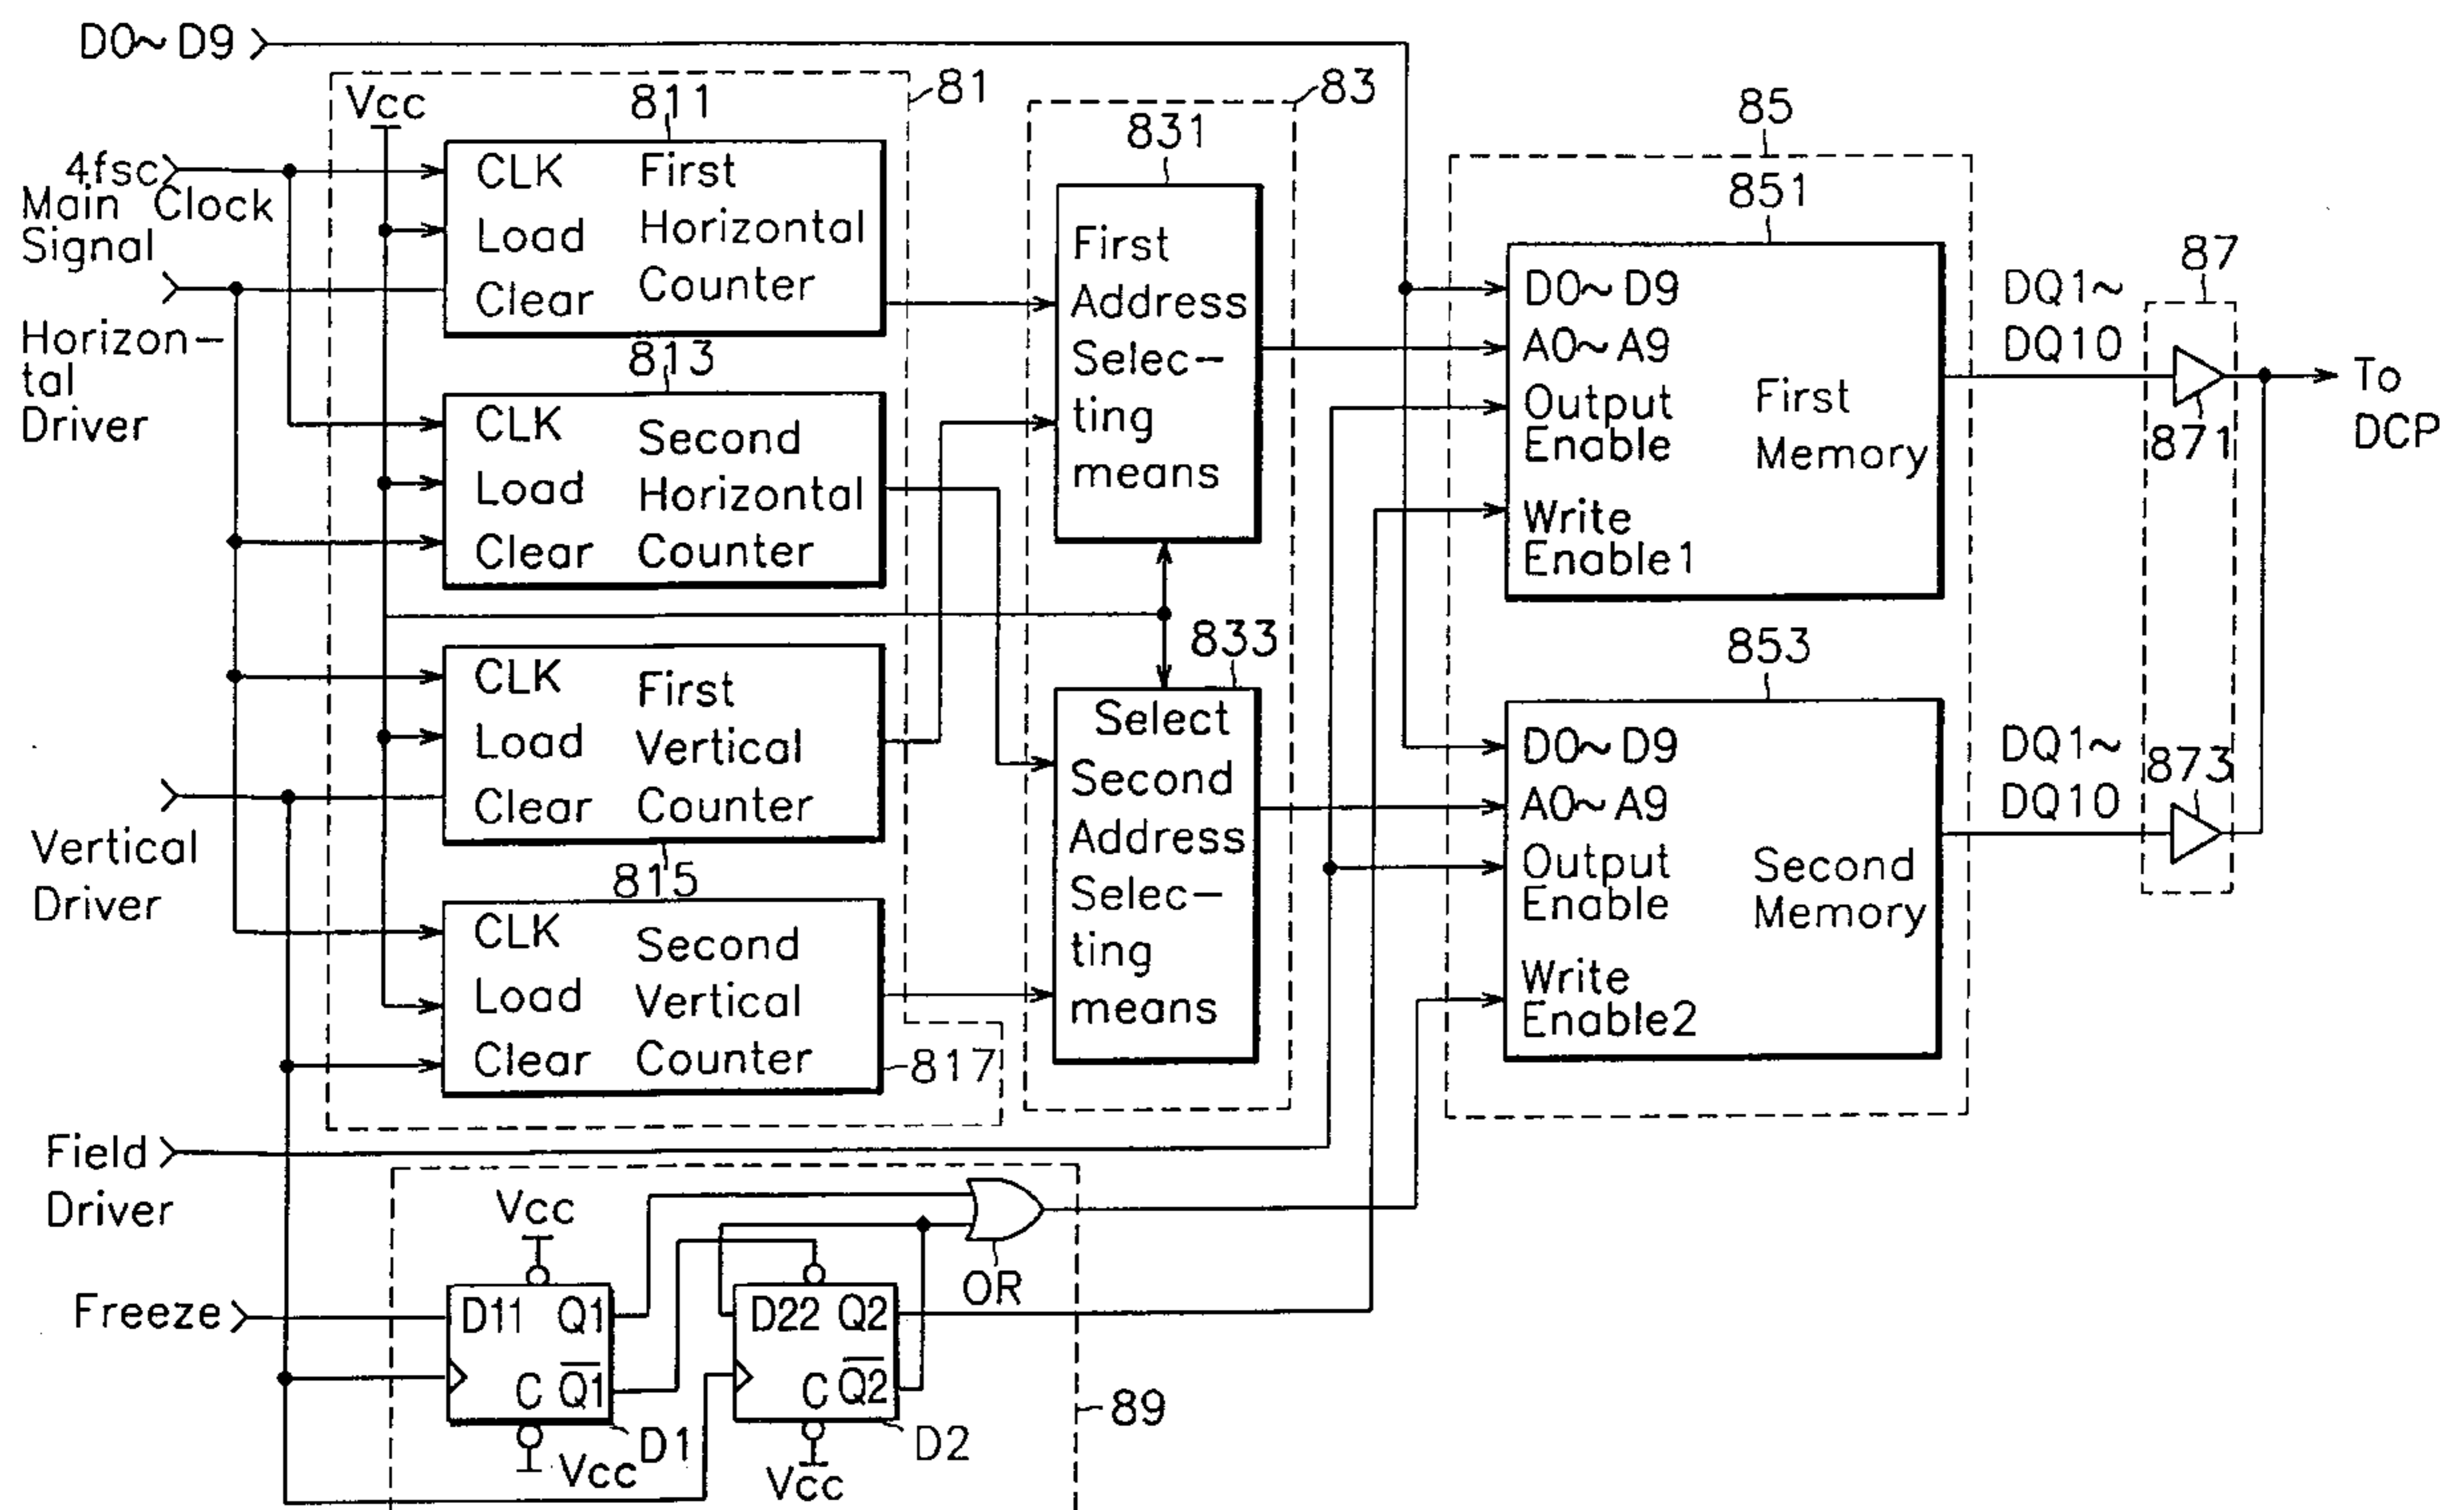 D0~D9
81
83
85
87
Vcc
811
4fsc
Main Clock
Signal
CLK
First
Load
Horizontal
Clear
Counter
Horizon-
tal
Driver
813
CLK
Second
Load
Horizontal
Clear
Counter
CLK
First
Load
Vertical
Clear
Counter
Vertical
Driver
815
CLK
Second
Load
Vertical
Clear
Counter
817
831
First
Address
Selec-
ting
means
833
Select
Second
Address
Selec-
ting
means
851
D0~D9
A0~A9
Output
Enable
First
Memory
Write
Enable1
853
D0~D9
A0~A9
Output
Enable
Second
Memory
Write
Enable2
DQ1~
DQ10
871
To
DCP
DQ1~
DQ10
873
Field
Driver
Vcc
OR
Freeze
D11 Q1
C Q̅1̅
D1
Vcc
D22 Q2
C Q̅2̅
D2
Vcc
89